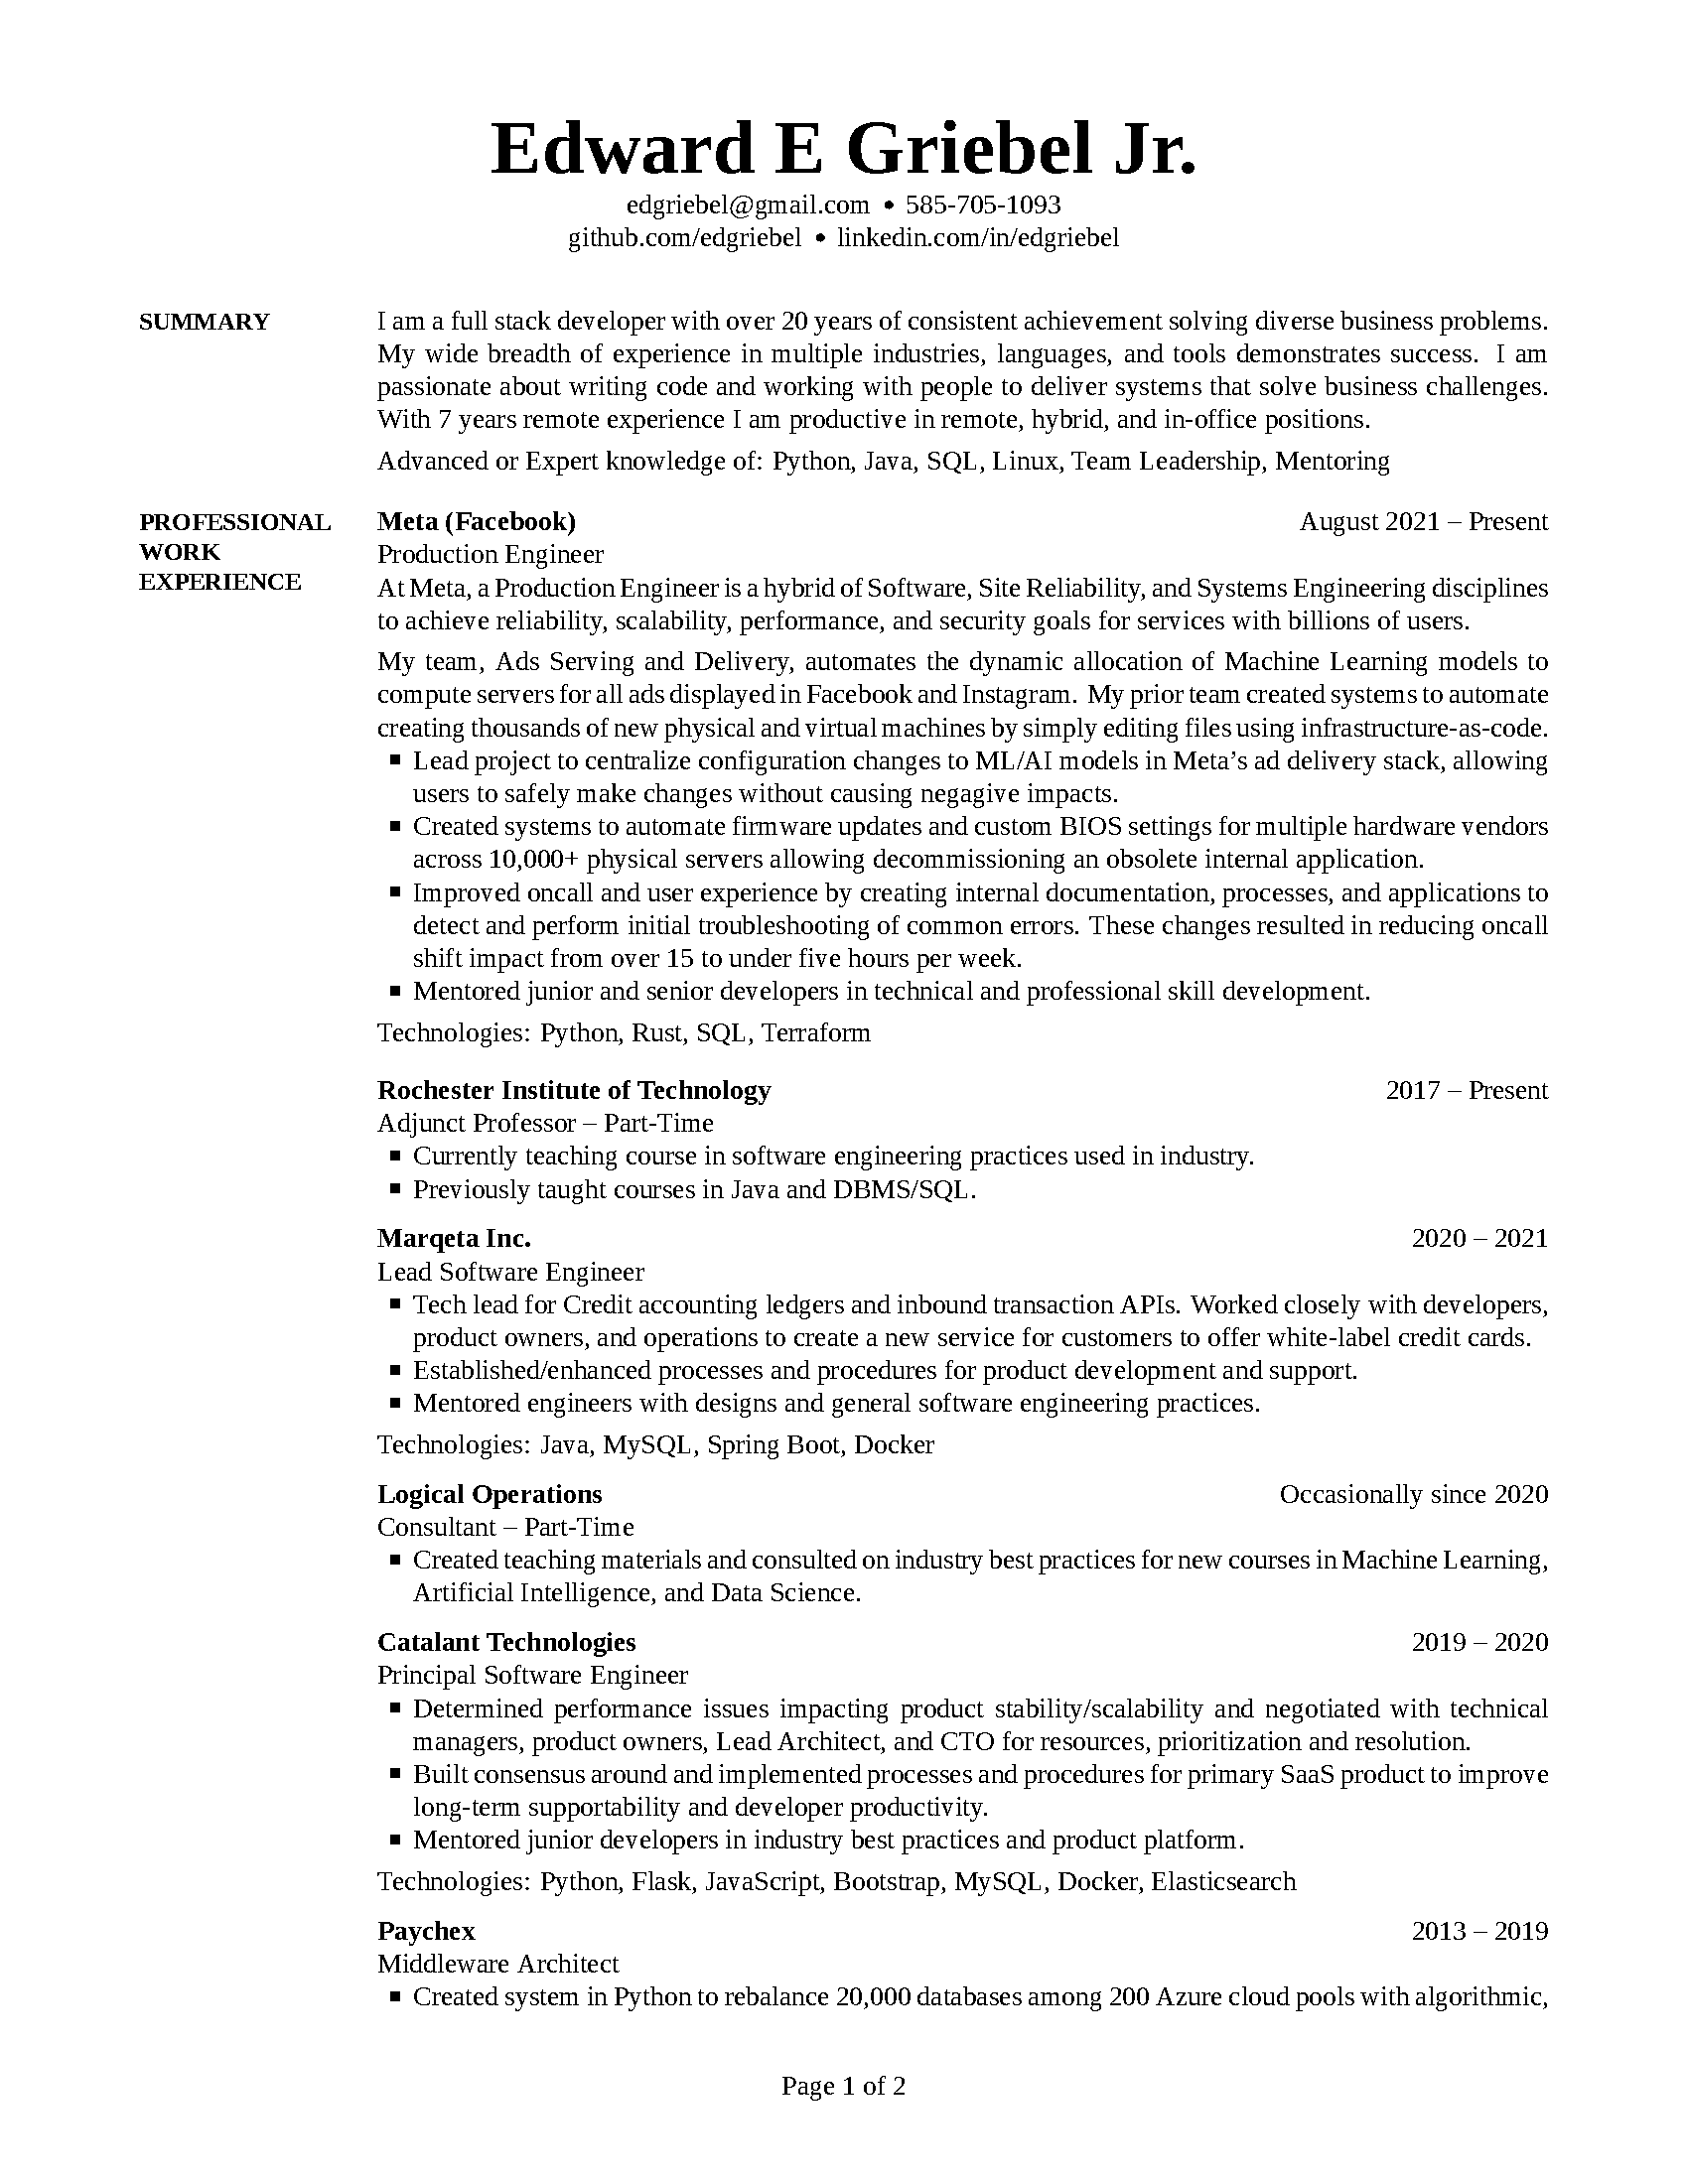 Edward E Griebel Jr.
edgriebel@gmail.com • 585-705-1093
github.com/edgriebel • linkedin.com/in/edgriebel
SUMMARY
I am a full stack developer with over 20 years of consistent achievement solving diverse business problems.
My wide breadth of experience in multiple industries, languages, and tools demonstrates success. I am
passionate about writing code and working with people to deliver systems that solve business challenges.
With 7 years remote experience I am productive in remote, hybrid, and in-office positions.
Advanced or Expert knowledge of: Python, Java, SQL, Linux, Team Leadership, Mentoring
PROFESSIONAL
WORK
EXPERIENCE
Meta (Facebook) August 2021 – Present
Production Engineer
At Meta, a Production Engineer is a hybrid of Software, Site Reliability, and Systems Engineering disciplines
to achieve reliability, scalability, performance, and security goals for services with billions of users.
My team, Ads Serving and Delivery, automates the dynamic allocation of Machine Learning models to
compute servers for all ads displayed in Facebook and Instagram. My prior team created systems to automate
creating thousands of new physical and virtual machines by simply editing files using infrastructure-as-code.
▪ Lead project to centralize configuration changes to ML/AI models in Meta’s ad delivery stack, allowing
users to safely make changes without causing negagive impacts.
▪ Created systems to automate firmware updates and custom BIOS settings for multiple hardware vendors
across 10,000+ physical servers allowing decommissioning an obsolete internal application.
▪ Improved oncall and user experience by creating internal documentation, processes, and applications to
detect and perform initial troubleshooting of common errors. These changes resulted in reducing oncall
shift impact from over 15 to under five hours per week.
▪ Mentored junior and senior developers in technical and professional skill development.
Technologies: Python, Rust, SQL, Terraform
Rochester Institute of Technology 2017 – Present
Adjunct Professor – Part-Time
▪ Currently teaching course in software engineering practices used in industry.
▪ Previously taught courses in Java and DBMS/SQL.
Marqeta Inc. 2020 – 2021
Lead Software Engineer
▪ Tech lead for Credit accounting ledgers and inbound transaction APIs. Worked closely with developers,
product owners, and operations to create a new service for customers to offer white-label credit cards.
▪ Established/enhanced processes and procedures for product development and support.
▪ Mentored engineers with designs and general software engineering practices.
Technologies: Java, MySQL, Spring Boot, Docker
Logical Operations Occasionally since 2020
Consultant – Part-Time
▪ Created teaching materials and consulted on industry best practices for new courses in Machine Learning,
Artificial Intelligence, and Data Science.
Catalant Technologies 2019 – 2020
Principal Software Engineer
▪ Determined performance issues impacting product stability/scalability and negotiated with technical
managers, product owners, Lead Architect, and CTO for resources, prioritization and resolution.
▪ Built consensus around and implemented processes and procedures for primary SaaS product to improve
long-term supportability and developer productivity.
▪ Mentored junior developers in industry best practices and product platform.
Technologies: Python, Flask, JavaScript, Bootstrap, MySQL, Docker, Elasticsearch
Paychex 2013 – 2019
Middleware Architect
▪ Created system in Python to rebalance 20,000 databases among 200 Azure cloud pools with algorithmic,
Page 1 of 2